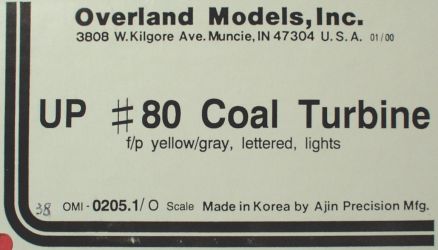 Overland Models, Inc.
3808 W. Kilgore Ave. Muncie, IN 47304 U. S. A. 01/00
UP #80 Coal Turbine
f/p yellow/gray, lettered, lights
38 OMI - 0205.1/ O Scale Made in Korea by Ajin Precision Mfg.